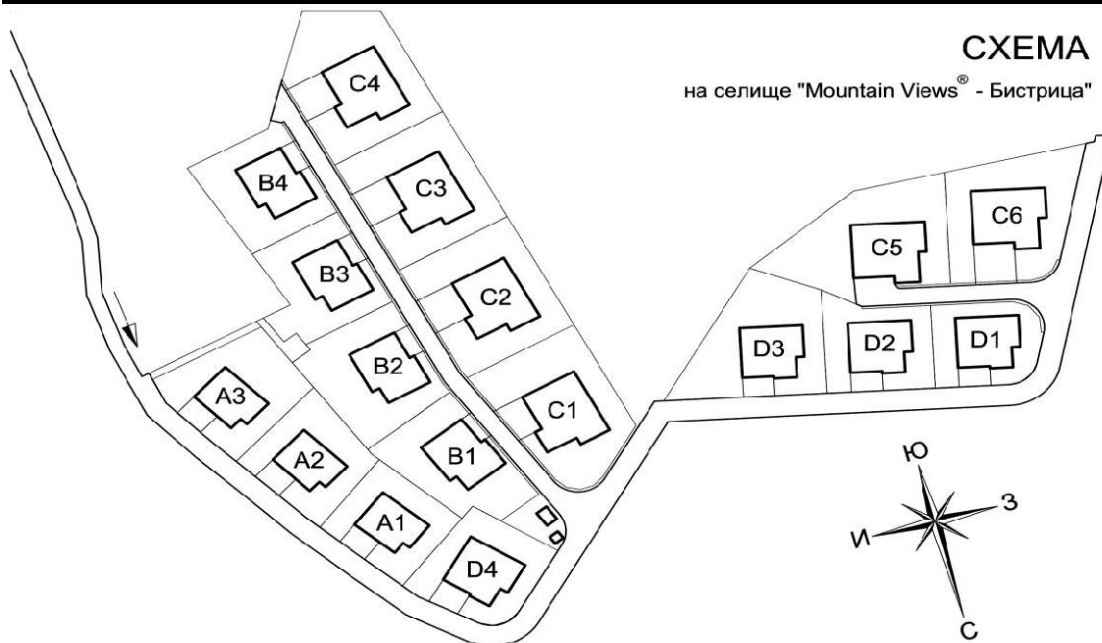 СХЕМА
на селище "Mountain Views® - Бистрица"
C4
B4
C3
C6
C5
B3
C2
D3
D2
D1
B2
A3
C1
B1
A2
A1
D4
Ю
З
И
С